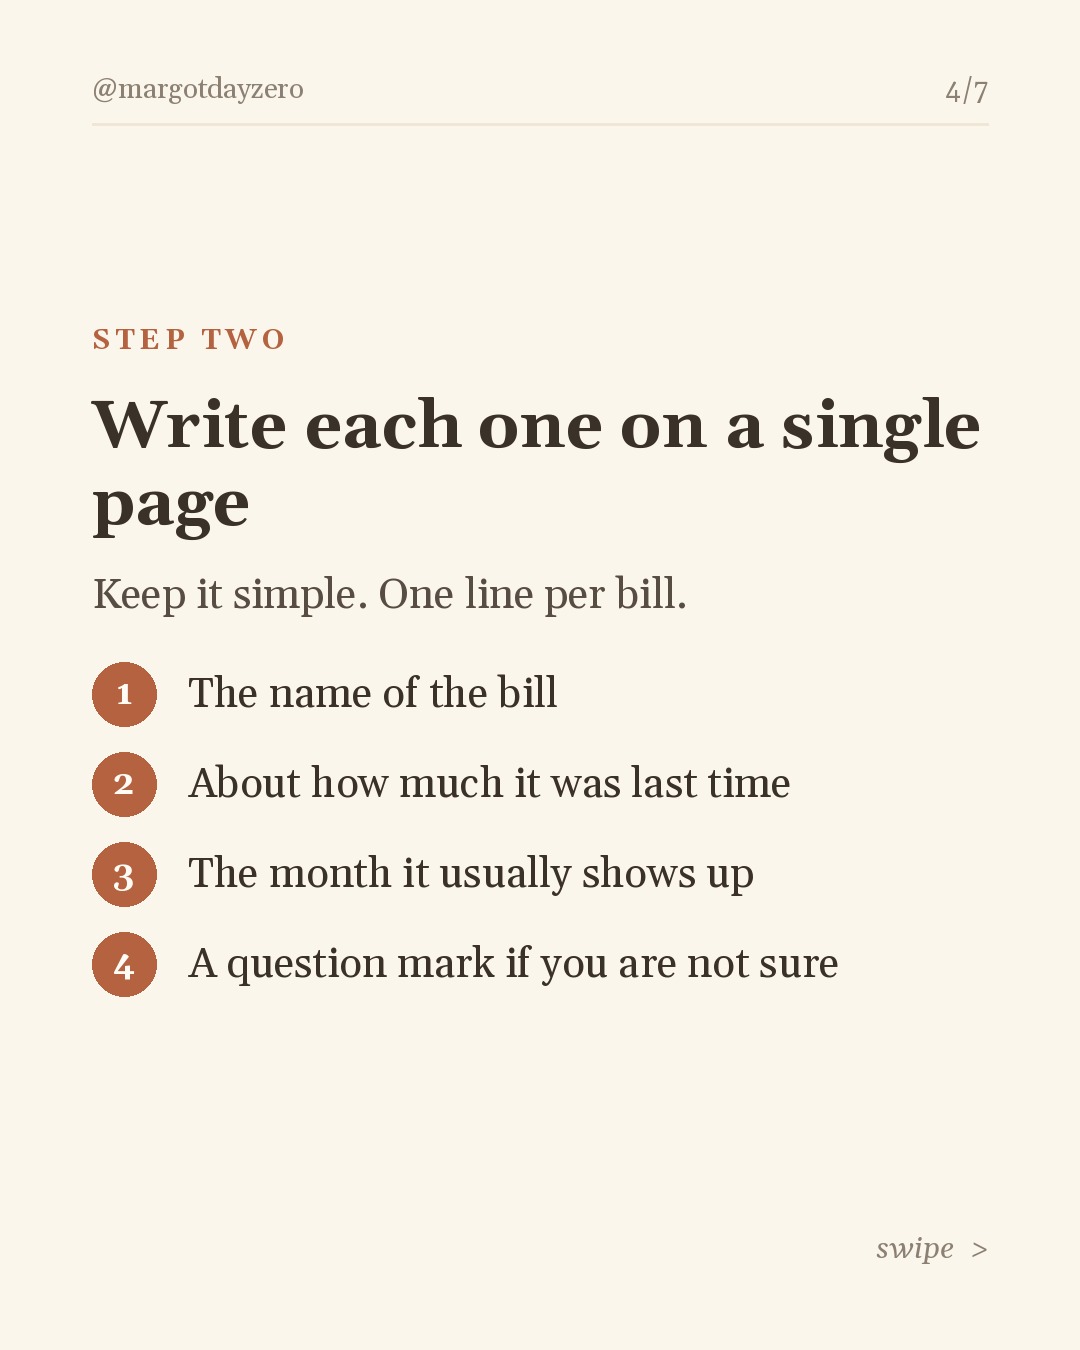 @margotdayzero
4/7
STEP TWO
Write each one on a single
page
Keep it simple. One line per bill.
1 The name of the bill
2 About how much it was last time
3 The month it usually shows up
4 A question mark if you are not sure
swipe >